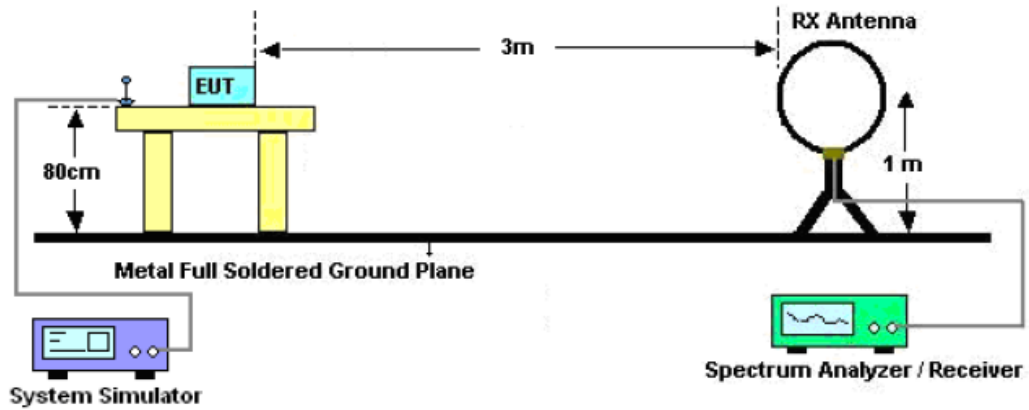 RX Antenna
3m
EUT
80cm
1 m
Metal Full Soldered Ground Plane
System Simulator
Spectrum Analyzer / Receiver